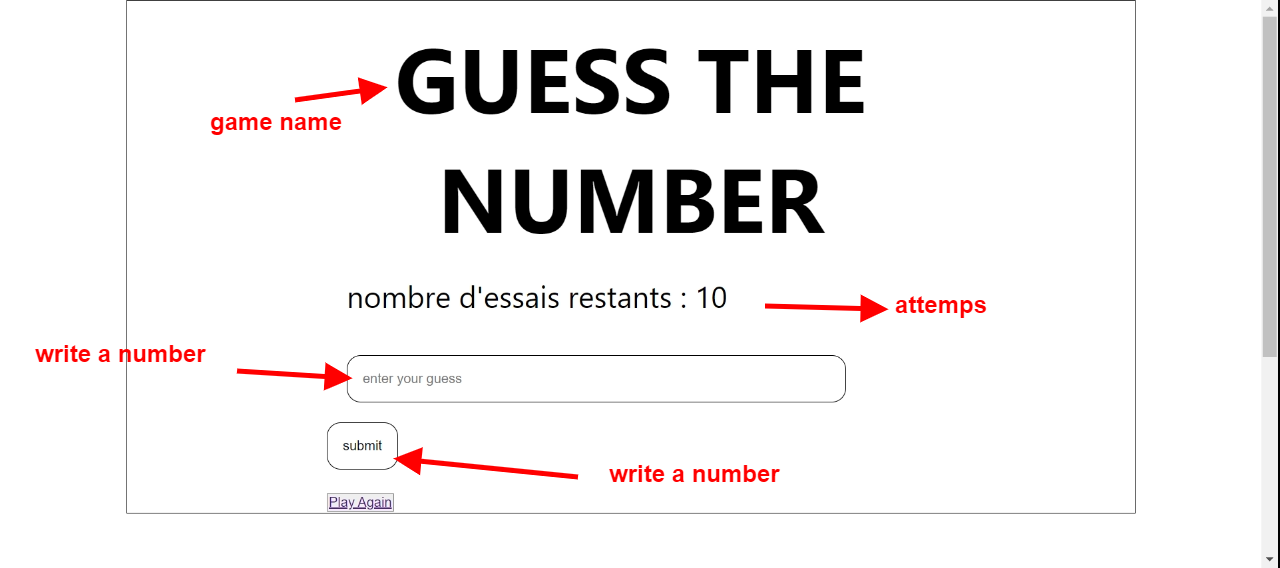 GUESS THE
game name
NUMBER
nombre d'essais restants : 10
attemps
write a number
enter your guess
submit
write a number
Play Again